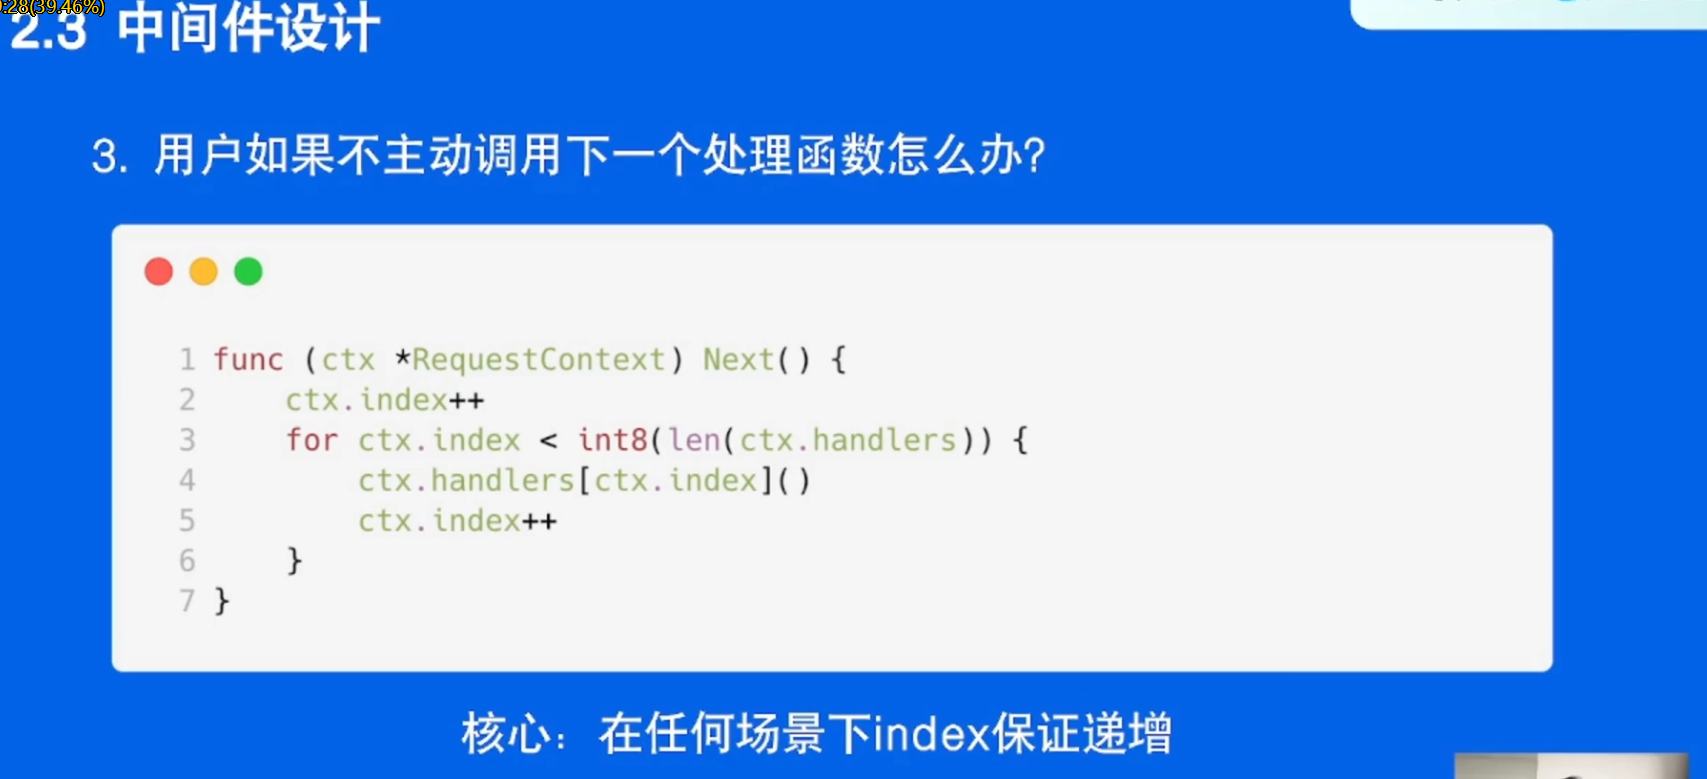 :28(39.46%)
2.3 中间件设计
3. 用户如果不主动调用下一个处理函数怎么办?
1 func (ctx *RequestContext) Next() {
2     ctx.index++
3     for ctx.index < int8(len(ctx.handlers)) {
4         ctx.handlers[ctx.index]()
5         ctx.index++
6     }
7 }
核心：在任何场景下index保证递增